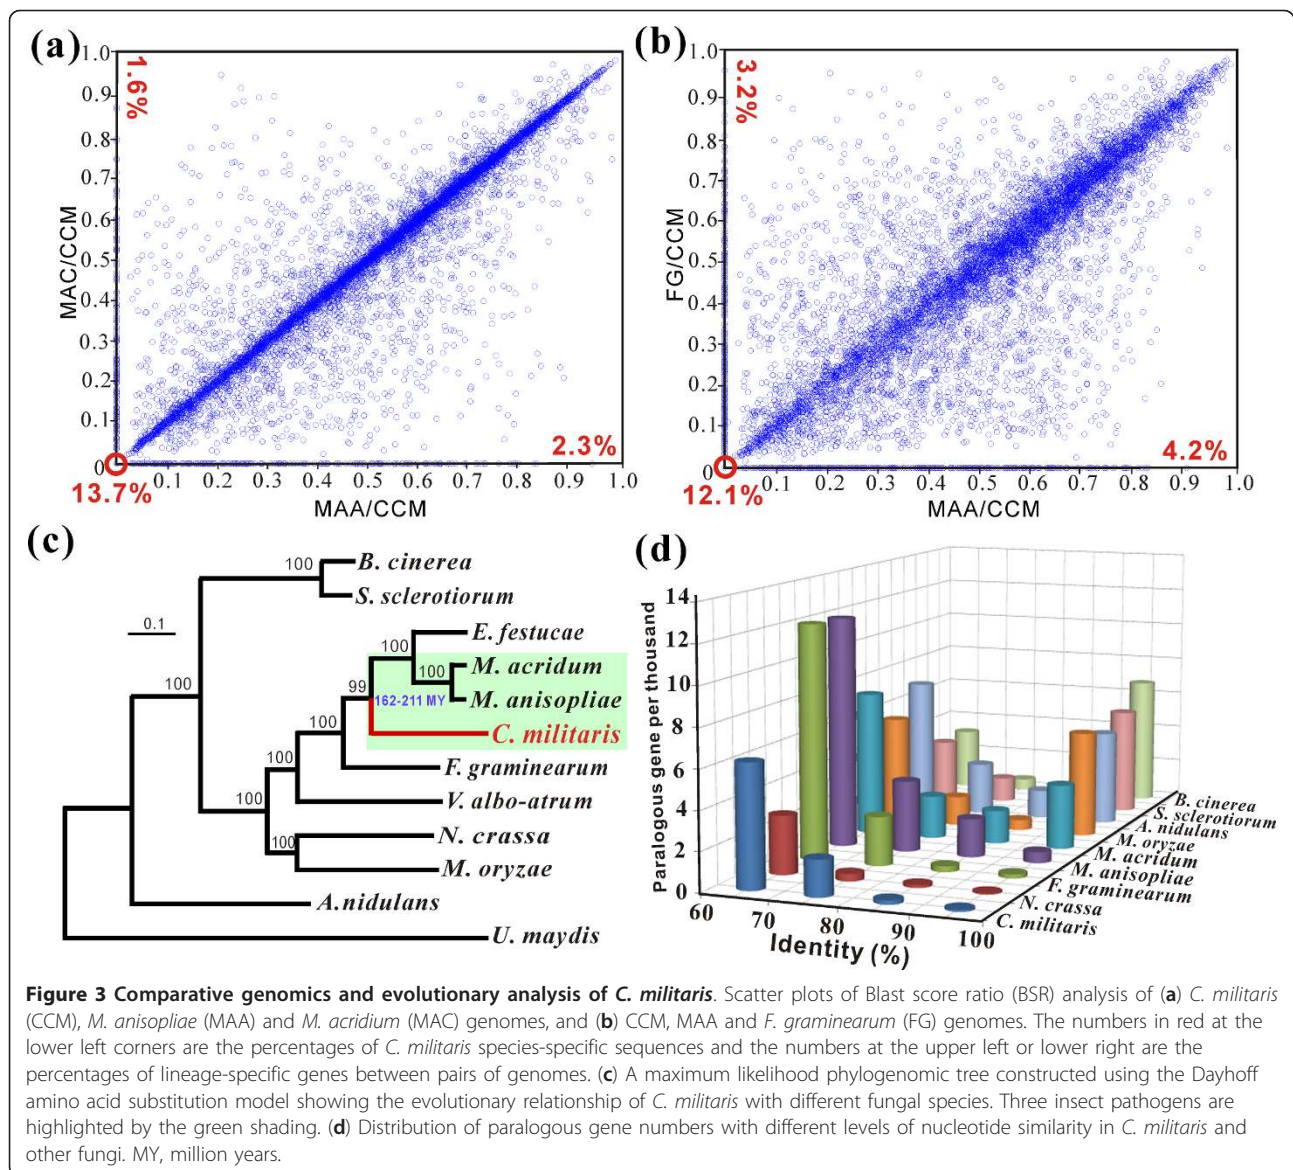 (a)
1.0
0.9
0.8
0.7
0.6
0.5
0.4
0.3
0.2
0.1
0
MAC/CCM
1.6%
2.3%
13.7%
0.1 0.2 0.3 0.4 0.5 0.6 0.7 0.8 0.9 1.0
MAA/CCM
(b)
1.0
0.9
0.8
0.7
0.6
0.5
0.4
0.3
0.2
0.1
0
FG/CCM
3.2%
4.2%
12.1%
0.1 0.2 0.3 0.4 0.5 0.6 0.7 0.8 0.9 1.0
MAA/CCM
(c)
100
B. cinerea
S. sclerotiorum
0.1
E. festucae
100
M. acridum
100
100
99
162-211 MY
M. anisopliae
100
C. militaris
100
F. graminearum
100
V. albo-atrum
N. crassa
100
M. oryzae
A.nidulans
U. maydis
(d)
14
12
10
8
6
4
2
0
Paralogous gene per thousand
60 70 80 90 100
Identity (%)
B. cinerea
S. sclerotiorum
A. nidulans
M. oryzae
M. acridum
M. anisopliae
F. graminearum
N. crassa
C. militaris
Figure 3 Comparative genomics and evolutionary analysis of C. militaris. Scatter plots of Blast score ratio (BSR) analysis of (a) C. militaris
(CCM), M. anisopliae (MAA) and M. acridium (MAC) genomes, and (b) CCM, MAA and F. graminearum (FG) genomes. The numbers in red at the
lower left corners are the percentages of C. militaris species-specific sequences and the numbers at the upper left or lower right are the
percentages of lineage-specific genes between pairs of genomes. (c) A maximum likelihood phylogenomic tree constructed using the Dayhoff
amino acid substitution model showing the evolutionary relationship of C. militaris with different fungal species. Three insect pathogens are
highlighted by the green shading. (d) Distribution of paralogous gene numbers with different levels of nucleotide similarity in C. militaris and
other fungi. MY, million years.